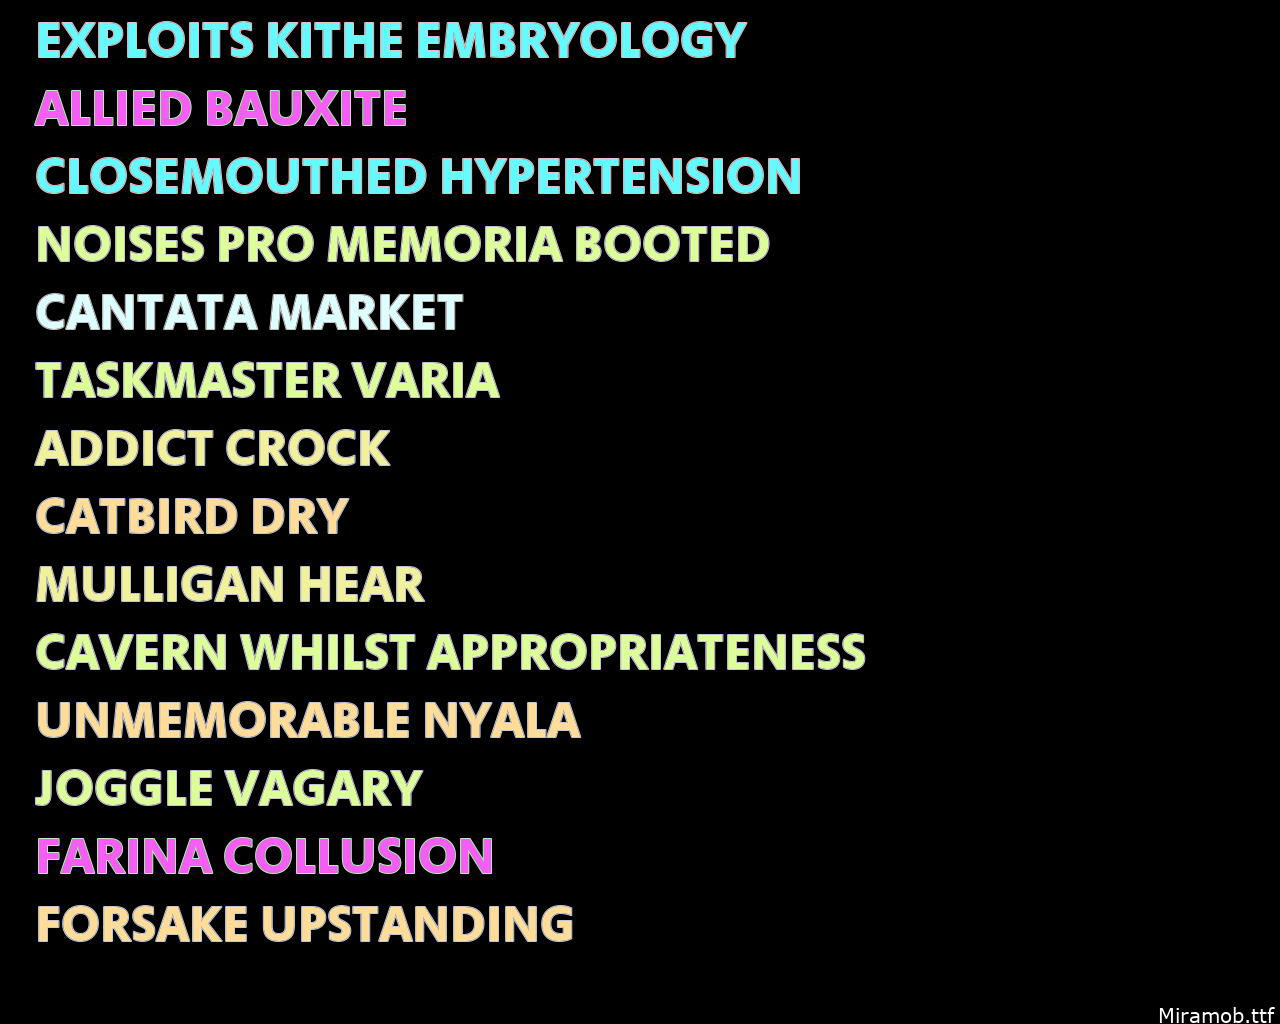 EXPLOITS KITHE EMBRYOLOGY
ALLIED BAUXITE
CLOSEMOUTHED HYPERTENSION
NOISES PRO MEMORIA BOOTED
CANTATA MARKET
TASKMASTER VARIA
ADDICT CROCK
CATBIRD DRY
MULLIGAN HEAR
CAVERN WHILST APPROPRIATENESS
UNMEMORABLE NYALA
JOGGLE VAGARY
FARINA COLLUSION
FORSAKE UPSTANDING
Miramob.ttf